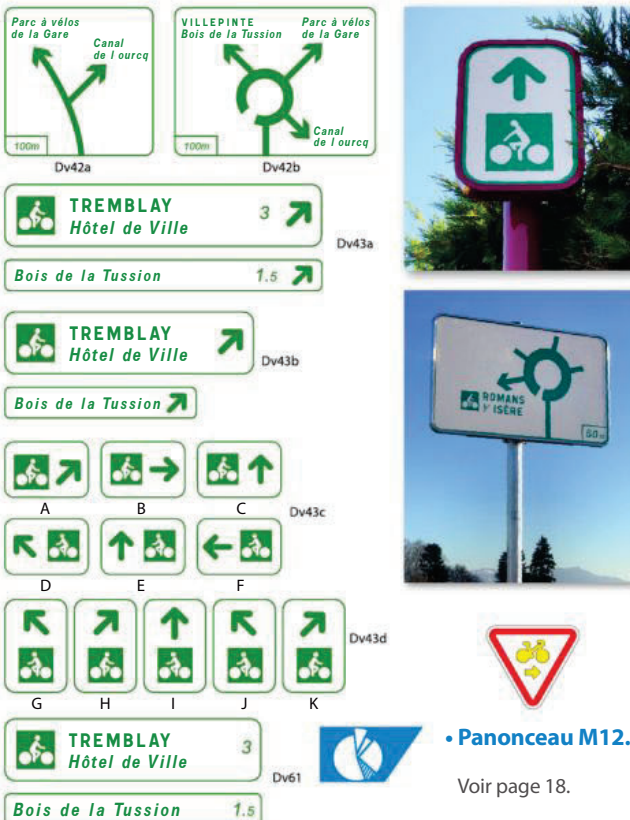 Parc à vélos
de la Gare
Canal
de l ourcq
100m
Dv42a
VILLEPINTE
Bois de la Tussion
Parc à vélos
de la Gare
Canal
de l ourcq
100m
Dv42b
TREMBLAY
Hôtel de Ville
3
Bois de la Tussion
1.5
Dv43a
TREMBLAY
Hôtel de Ville
Dv43b
Bois de la Tussion
A
B
C
Dv43c
D
E
F
G
H
I
J
K
Dv43d
TREMBLAY
Hôtel de Ville
3
Bois de la Tussion
1.5
Dv61
ROMANS
s/ ISÈRE
50m
• Panonceau M12.
Voir page 18.